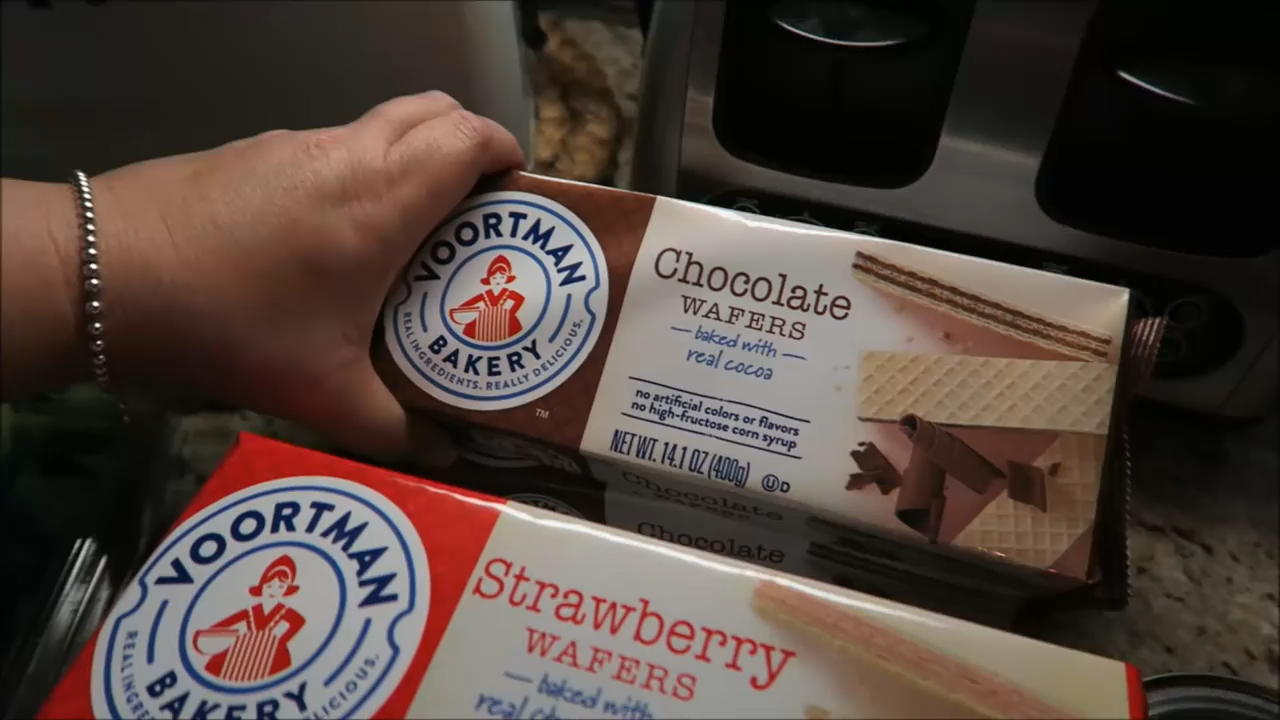 VOORTMAN
BAKERY
REAL INGREDIENTS. REALLY DELICIOUS.
TM
Chocolate
WAFERS
baked with
real cocoa
no artificial colors or flavors
no high-fructose corn syrup
NET WT. 14.1 OZ (400g)
U D
Chocolate
WAFERS
Chocolate
VOORTMAN
BAKERY
Strawberry
WAFERS
baked with
real